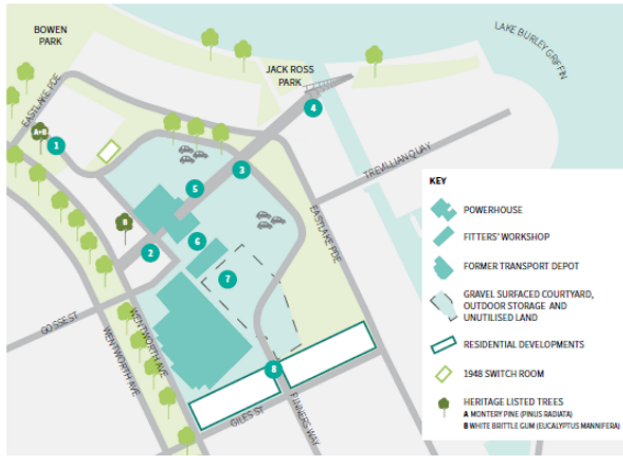 BOWEN
PARK
JACK ROSS
PARK
LAKE BURLEY
GRIFFIN
EASTLAKE PDE
A+B
1
4
TREVILLIAN QUAY
3
5
B
6
2
7
EASTLAKE PDE
GOSSE ST
WENTWORTH AVE
WENTWORTH AVE
8
GILES ST
PINNERS WAY
KEY
POWERHOUSE
FITTERS' WORKSHOP
FORMER TRANSPORT DEPOT
GRAVEL SURFACED COURTYARD,
OUTDOOR STORAGE AND
UNUTILISED LAND
RESIDENTIAL DEVELOPMENTS
1948 SWITCH ROOM
HERITAGE LISTED TREES
A MONTERY PINE (PINUS RADIATA)
B WHITE BRITTLE GUM (EUCALYPTUS MANNIFERA)